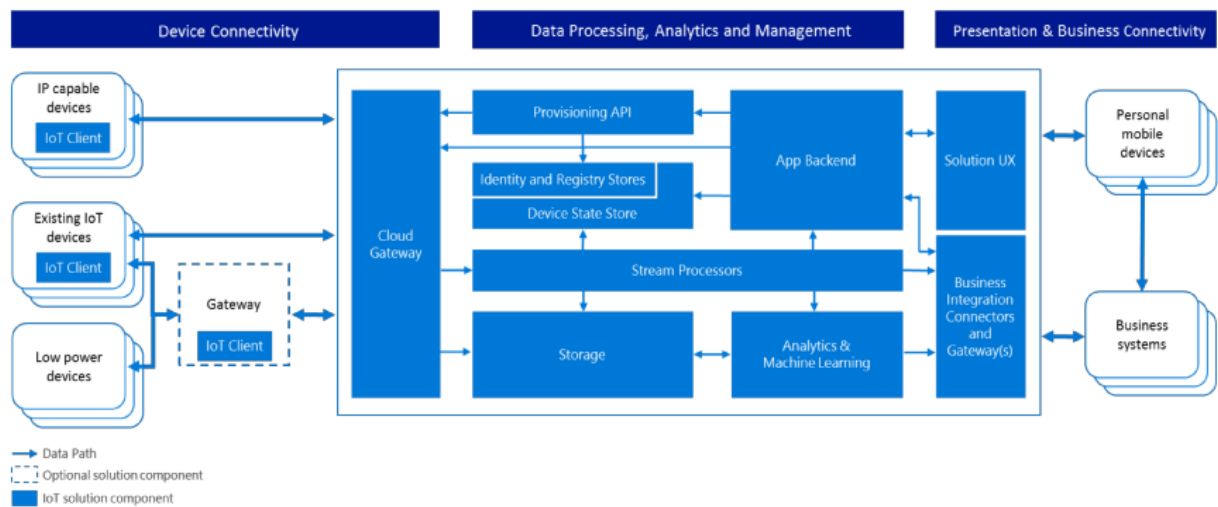 Device Connectivity
Data Processing, Analytics and Management
Presentation & Business Connectivity
IP capable
devices
IoT Client
Existing IoT
devices
IoT Client
Low power
devices
Gateway
IoT Client
Cloud
Gateway
Provisioning API
Identity and Registry Stores
Device State Store
Stream Processors
Storage
App Backend
Analytics &
Machine Learning
Solution UX
Business
Integration
Connectors
and
Gateway(s)
Personal
mobile
devices
Business
systems
Data Path
Optional solution component
IoT solution component